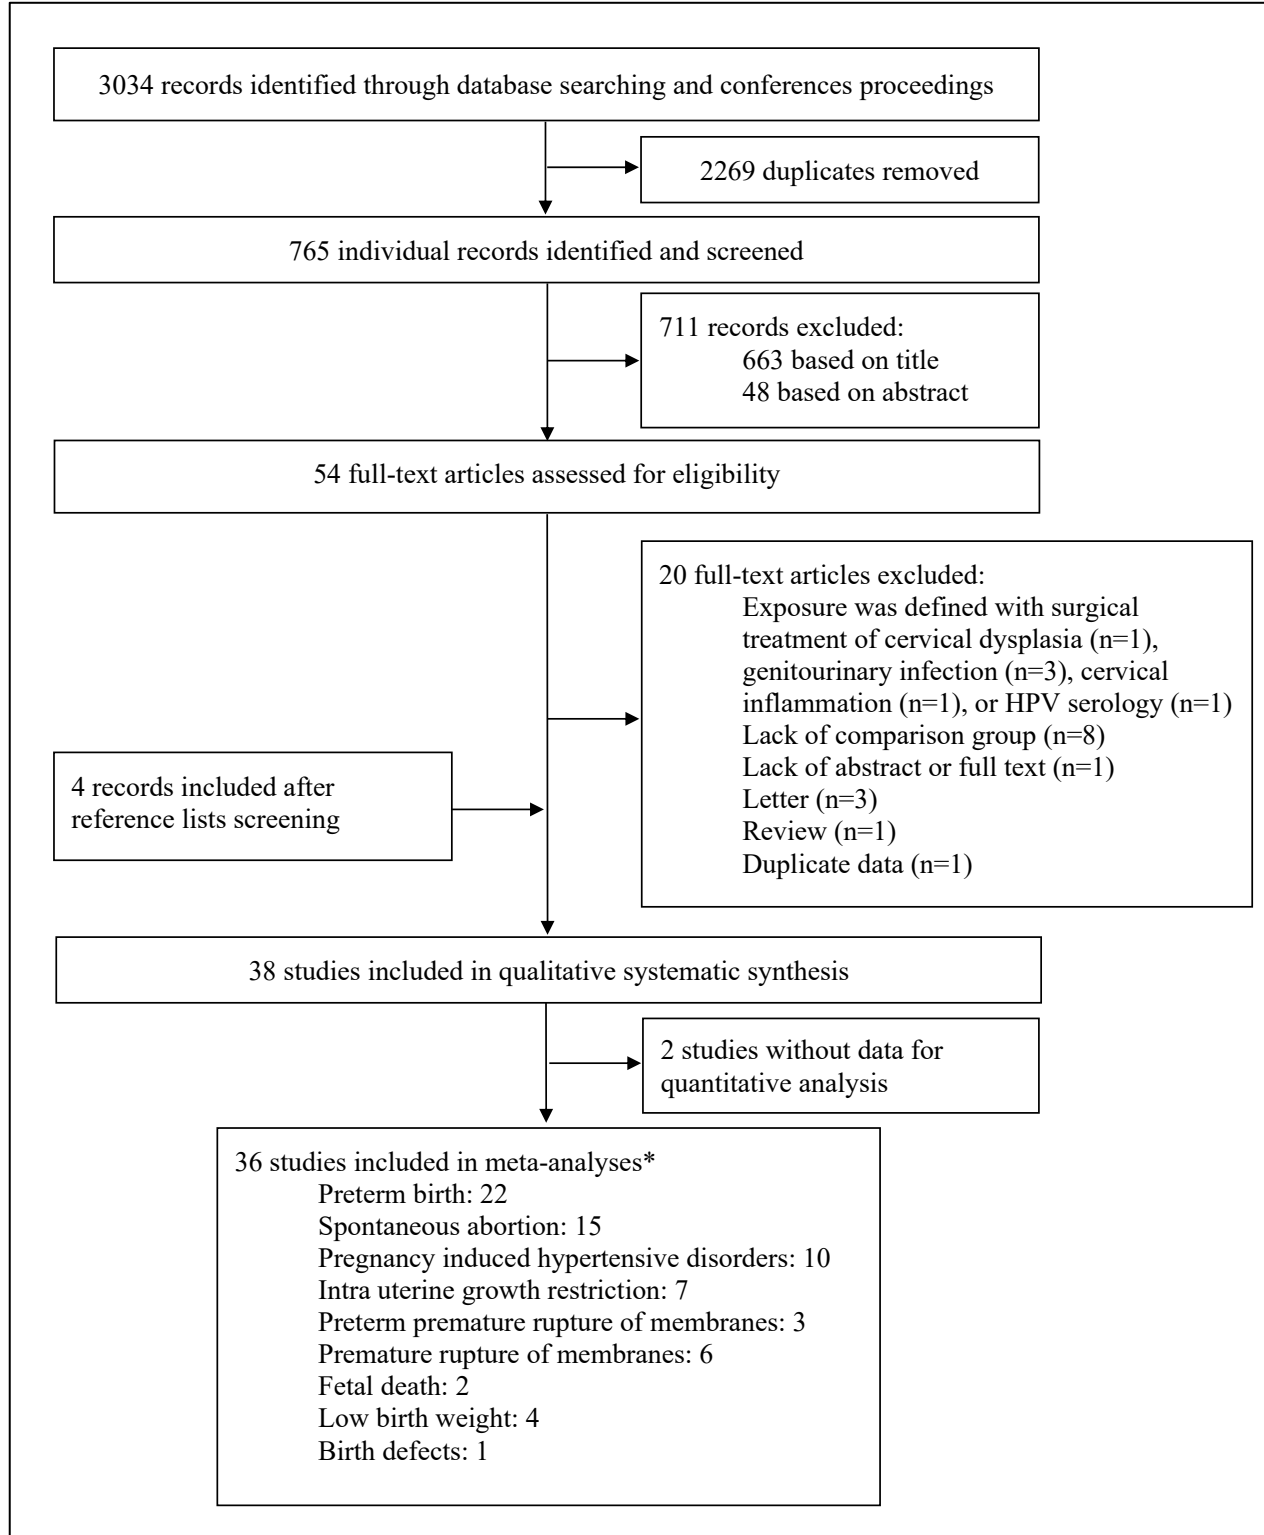 3034 records identified through database searching and conferences proceedings
2269 duplicates removed
765 individual records identified and screened
711 records excluded:
663 based on title
48 based on abstract
54 full-text articles assessed for eligibility
20 full-text articles excluded:
Exposure was defined with surgical
treatment of cervical dysplasia (n=1),
genitourinary infection (n=3), cervical
inflammation (n=1), or HPV serology (n=1)
Lack of comparison group (n=8)
Lack of abstract or full text (n=1)
Letter (n=3)
Review (n=1)
Duplicate data (n=1)
4 records included after
reference lists screening
38 studies included in qualitative systematic synthesis
2 studies without data for
quantitative analysis
36 studies included in meta-analyses*
Preterm birth: 22
Spontaneous abortion: 15
Pregnancy induced hypertensive disorders: 10
Intra uterine growth restriction: 7
Preterm premature rupture of membranes: 3
Premature rupture of membranes: 6
Fetal death: 2
Low birth weight: 4
Birth defects: 1